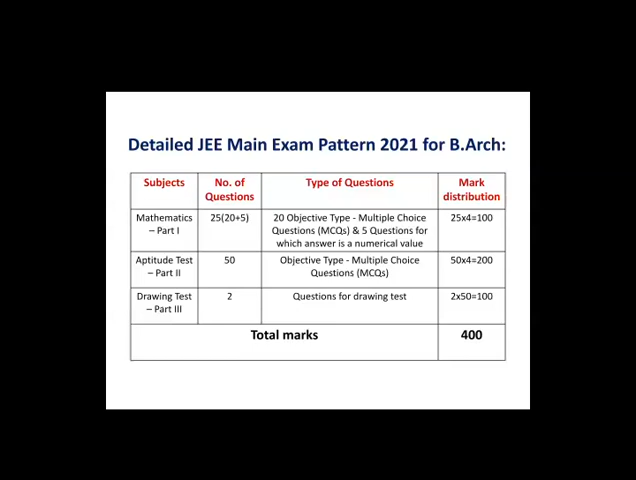 Detailed JEE Main Exam Pattern 2021 for B.Arch:
Subjects No. of Questions Type of Questions Mark distribution
Mathematics – Part I 25(20+5) 20 Objective Type - Multiple Choice Questions (MCQs) & 5 Questions for which answer is a numerical value 25x4=100
Aptitude Test – Part II 50 Objective Type - Multiple Choice Questions (MCQs) 50x4=200
Drawing Test – Part III 2 Questions for drawing test 2x50=100
Total marks 400